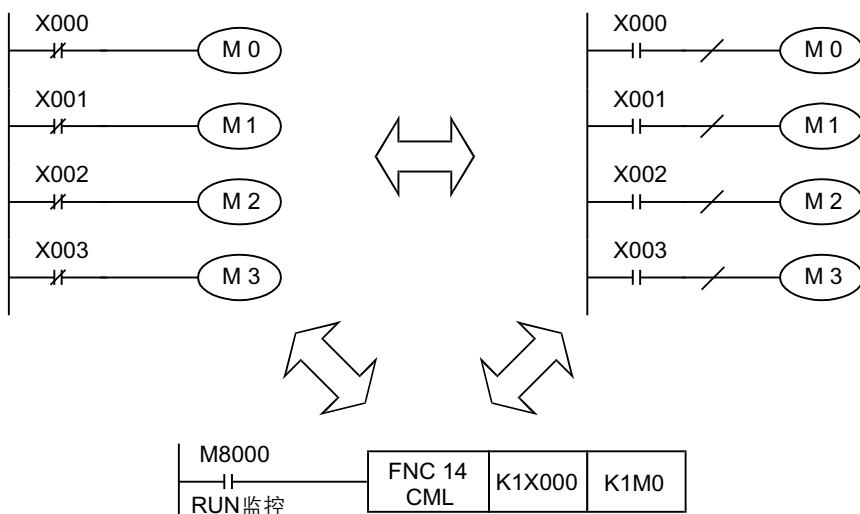 X000
M 0
X001
M 1
X002
M 2
X003
M 3
X000
M 0
X001
M 1
X002
M 2
X003
M 3
M8000
RUN监控
FNC 14
CML
K1X000
K1M0